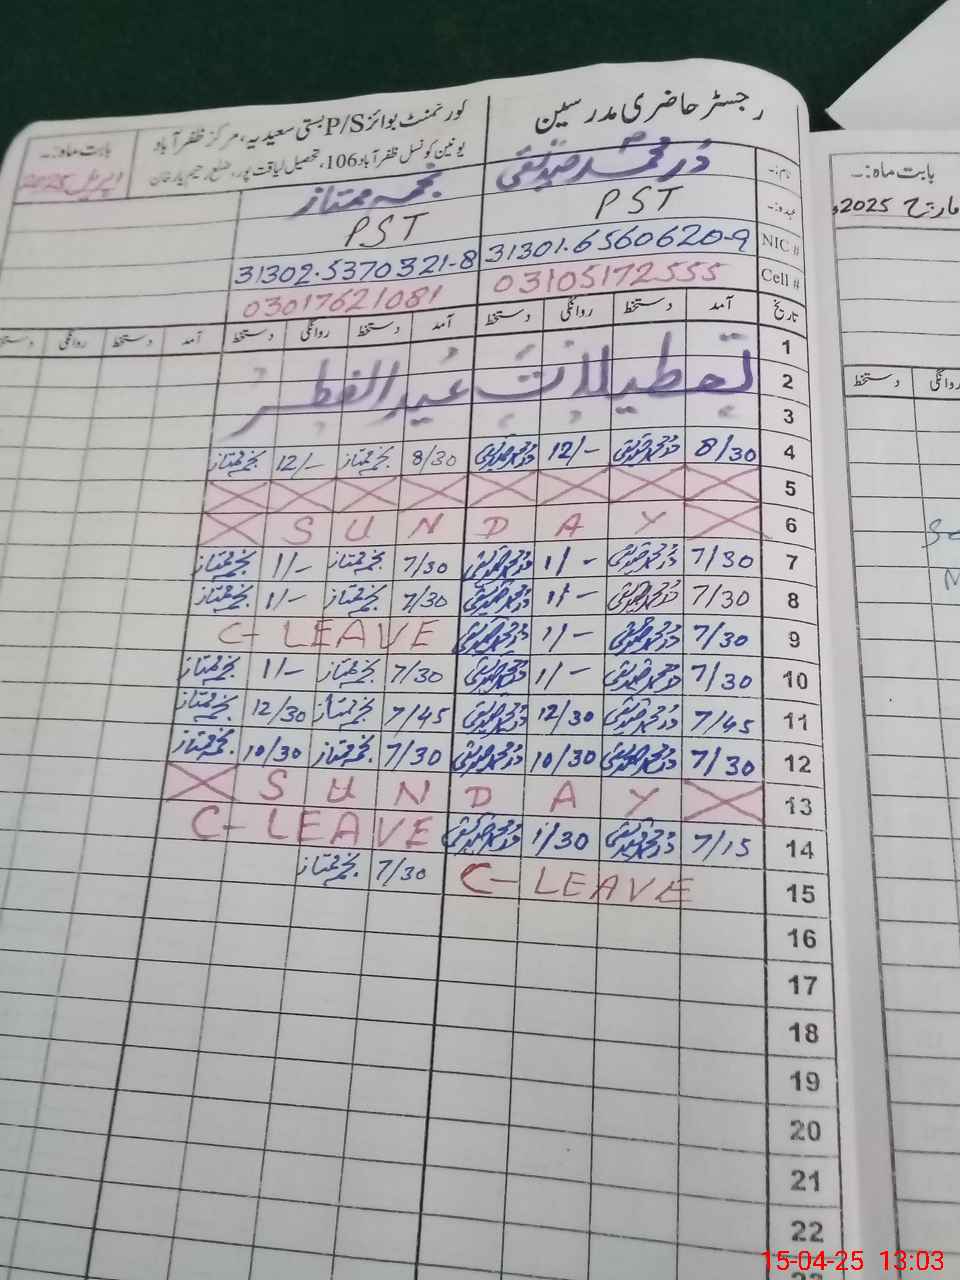 رجسٹر حاضری مدرسین
گورنمنٹ بوائز P/S بستی سعیدیہ، مرکز ظفر آباد
یونین کونسل ظفر آباد 106، تحصیل لیاقت پور، ضلع رحیم یار خان
بابت ماہ:۔
اپریل 2025
نام:۔ در محمد صدیقی نجمہ ممتاز
عہدہ:۔ PST PST
NIC # 31301.6560620-9 31302.5370321-8
Cell # 03105172555 03017621081
تاریخ آمد دستخط روانگی دستخط آمد دستخط روانگی دستخط آمد دستخط روانگی دستخط
1
2 تعطیلات عید الفطر
3
4 8/30 12/- 8/30 12/-
5
6 S U N D A Y
7 7/30 1/- 7/30 1/-
8 7/30 1/- 7/30 1/-
9 7/30 1/- C-LEAVE
10 7/30 1/- 7/30 1/-
11 7/45 12/30 7/45 12/30
12 7/30 10/30 7/30 10/30
13 S U N D A Y
14 7/15 1/30 C-LEAVE
15 C-LEAVE 7/30
16
17
18
19
20
21
22
بابت ماہ:۔
مارچ 2025ء
روانگی دستخط
15-04-25 13:03